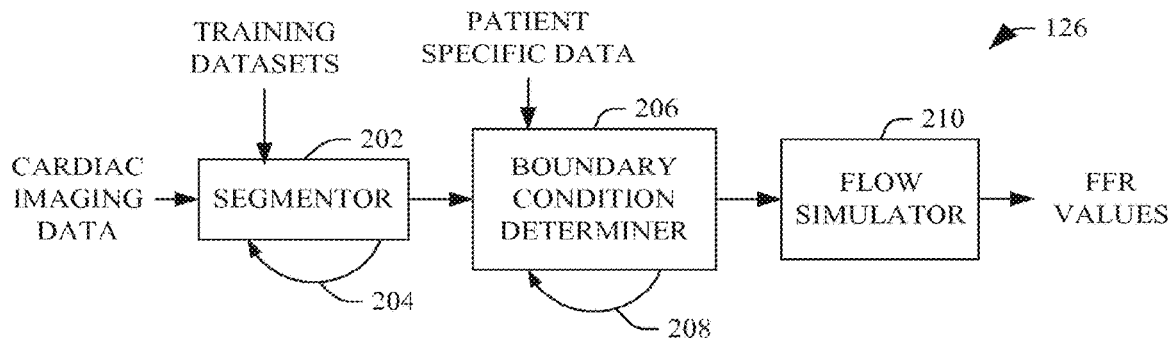 TRAINING
DATASETS
PATIENT
SPECIFIC DATA
126
202
206
210
CARDIAC
IMAGING
DATA
SEGMENTOR
BOUNDARY
CONDITION
DETERMINER
FLOW
SIMULATOR
FFR
VALUES
204
208